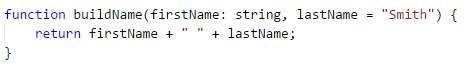 function buildName(firstName: string, lastName = "Smith") {
    return firstName + " " + lastName;
}